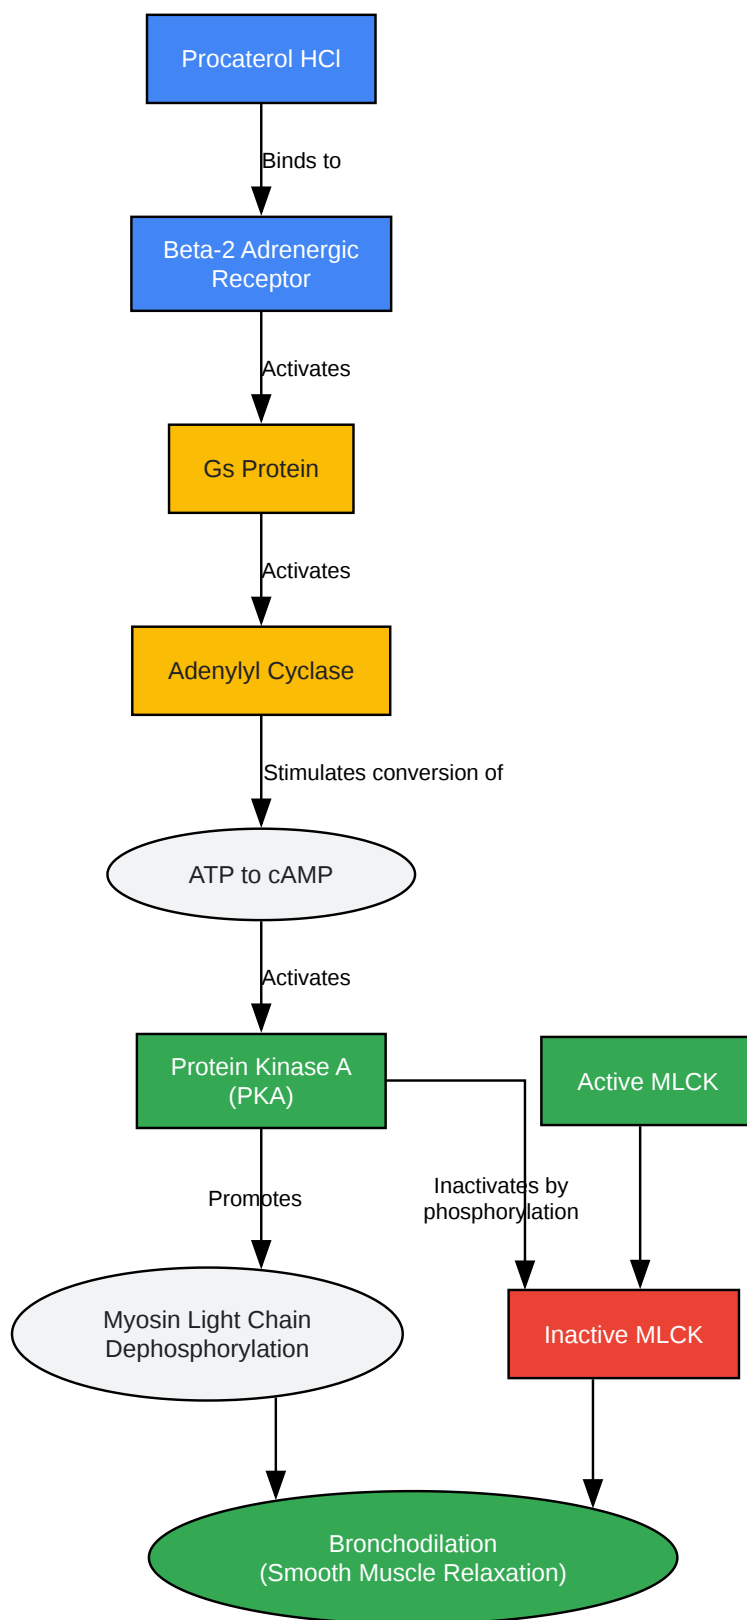 Procaterol HCl
Binds to
Beta-2 Adrenergic
Receptor
Activates
Gs Protein
Activates
Adenylyl Cyclase
Stimulates conversion of
ATP to cAMP
Activates
Protein Kinase A
(PKA)
Active MLCK
Promotes
Inactivates by
phosphorylation
Myosin Light Chain
Dephosphorylation
Inactive MLCK
Bronchodilation
(Smooth Muscle Relaxation)